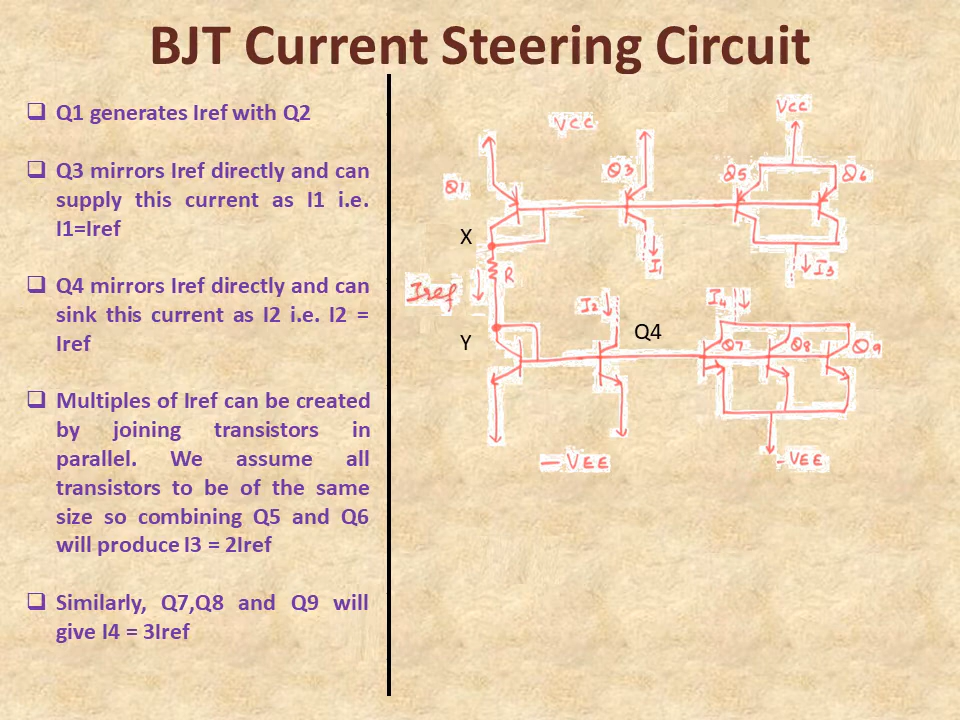 BJT Current Steering Circuit
❑ Q1 generates Iref with Q2
❑ Q3 mirrors Iref directly and can
supply this current as I1 i.e.
I1=Iref
❑ Q4 mirrors Iref directly and can
sink this current as I2 i.e. I2 =
Iref
❑ Multiples of Iref can be created
by joining transistors in
parallel. We assume all
transistors to be of the same
size so combining Q5 and Q6
will produce I3 = 2Iref
❑ Similarly, Q7,Q8 and Q9 will
give I4 = 3Iref
VCC
VCC
Q1
Q3
Q5
Q6
X
I1
I3
R
Iref
I2
I4
Y
Q4
Q7
Q8
Q9
-VEE
-VEE